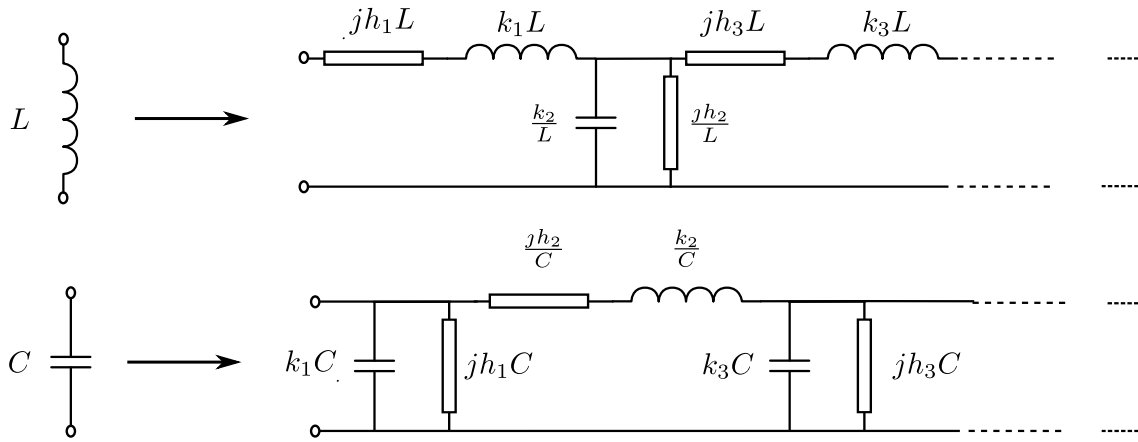 jh₁L k₁L jh₃L k₃L
L
k₂/L jh₂/L
jh₂/C k₂/C
C
k₁C jh₁C k₃C jh₃C